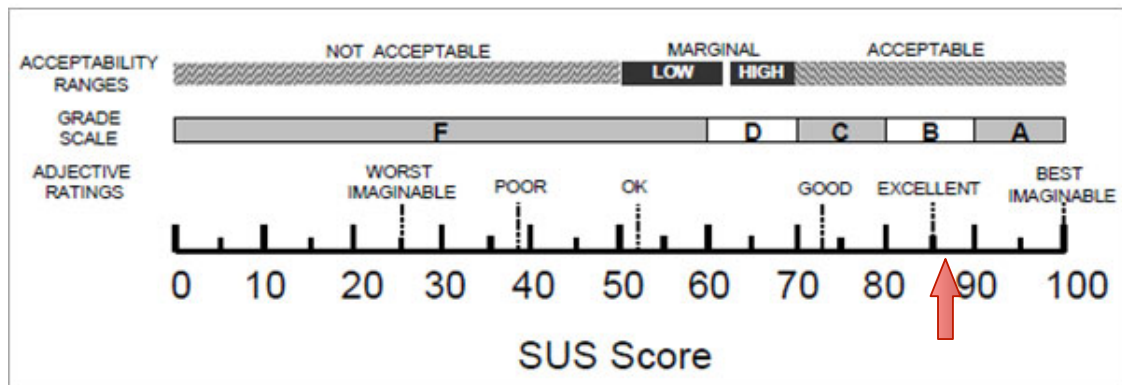 NOT ACCEPTABLE MARGINAL ACCEPTABLE
ACCEPTABILITY
RANGES
LOW HIGH
GRADE
SCALE
F D C B A
ADJECTIVE
RATINGS
WORST
IMAGINABLE
POOR
OK
GOOD
EXCELLENT
BEST
IMAGINABLE
0 10 20 30 40 50 60 70 80 90 100
SUS Score